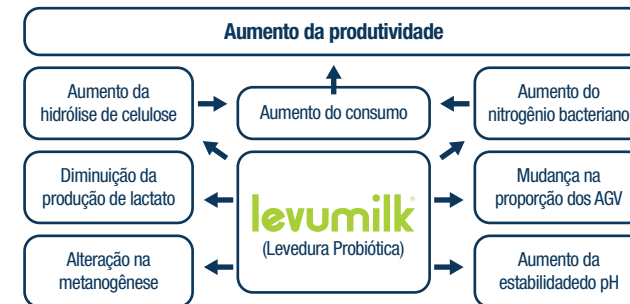 Aumento da produtividade
Aumento da
hidrólise de celulose
Aumento do consumo
Aumento do
nitrogênio bacteriano
Diminuição da
produção de lactato
levumilk
(Levedura Probiótica)
Mudança na
proporção dos AGV
Alteração na
metanogênese
Aumento da
estabilidadedo pH